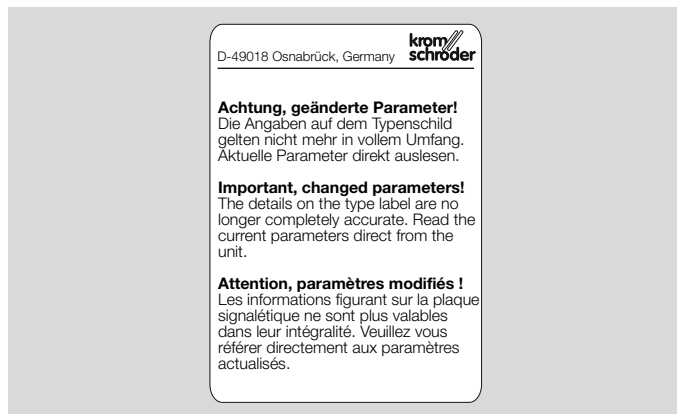 D-49018 Osnabrück, Germany
krom
schröder
Achtung, geänderte Parameter!
Die Angaben auf dem Typenschild
gelten nicht mehr in vollem Umfang.
Aktuelle Parameter direkt auslesen.
Important, changed parameters!
The details on the type label are no
longer completely accurate. Read the
current parameters direct from the
unit.
Attention, paramètres modifiés !
Les informations figurant sur la plaque
signalétique ne sont plus valables
dans leur intégralité. Veuillez vous
référer directement aux paramètres
actualisés.